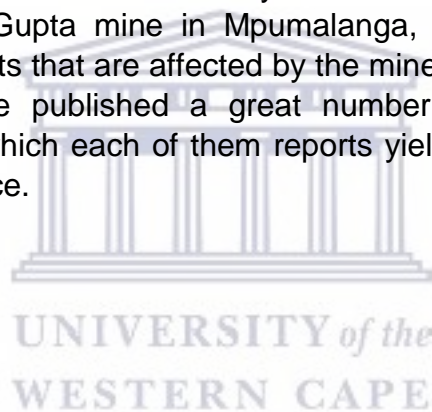 Gupta mine in Mpumalanga,
ts that are affected by the mine
e published a great number
which each of them reports yiel
ce.
UNIVERSITY of the
WESTERN CAPE